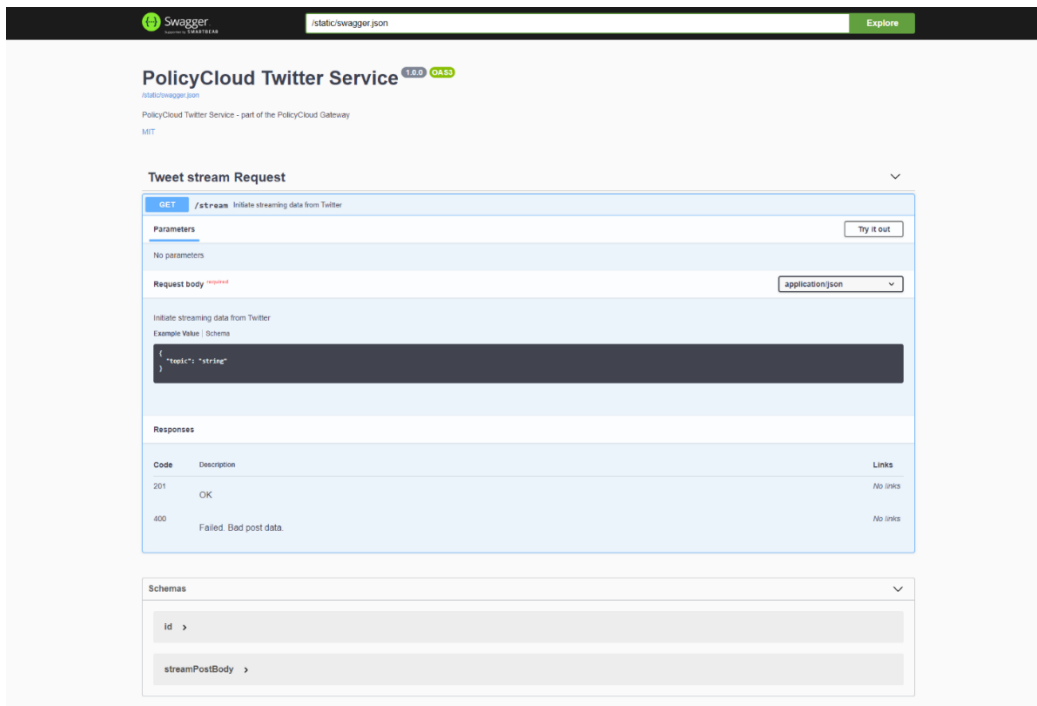 Swagger
Supported by SMARTBEAR
/static/swagger.json
Explore
PolicyCloud Twitter Service 1.0.0 OAS3
/static/swagger.json
PolicyCloud Twitter Service - part of the PolicyCloud Gateway
MIT
Tweet stream Request
GET /stream Initiate streaming data from Twitter
Parameters
Try it out
No parameters
Request body required
application/json
Initiate streaming data from Twitter
Example Value | Schema
{
"topic": "string"
}
Responses
Code Description Links
201 OK No links
400 Failed. Bad post data. No links
Schemas
id >
streamPostBody >